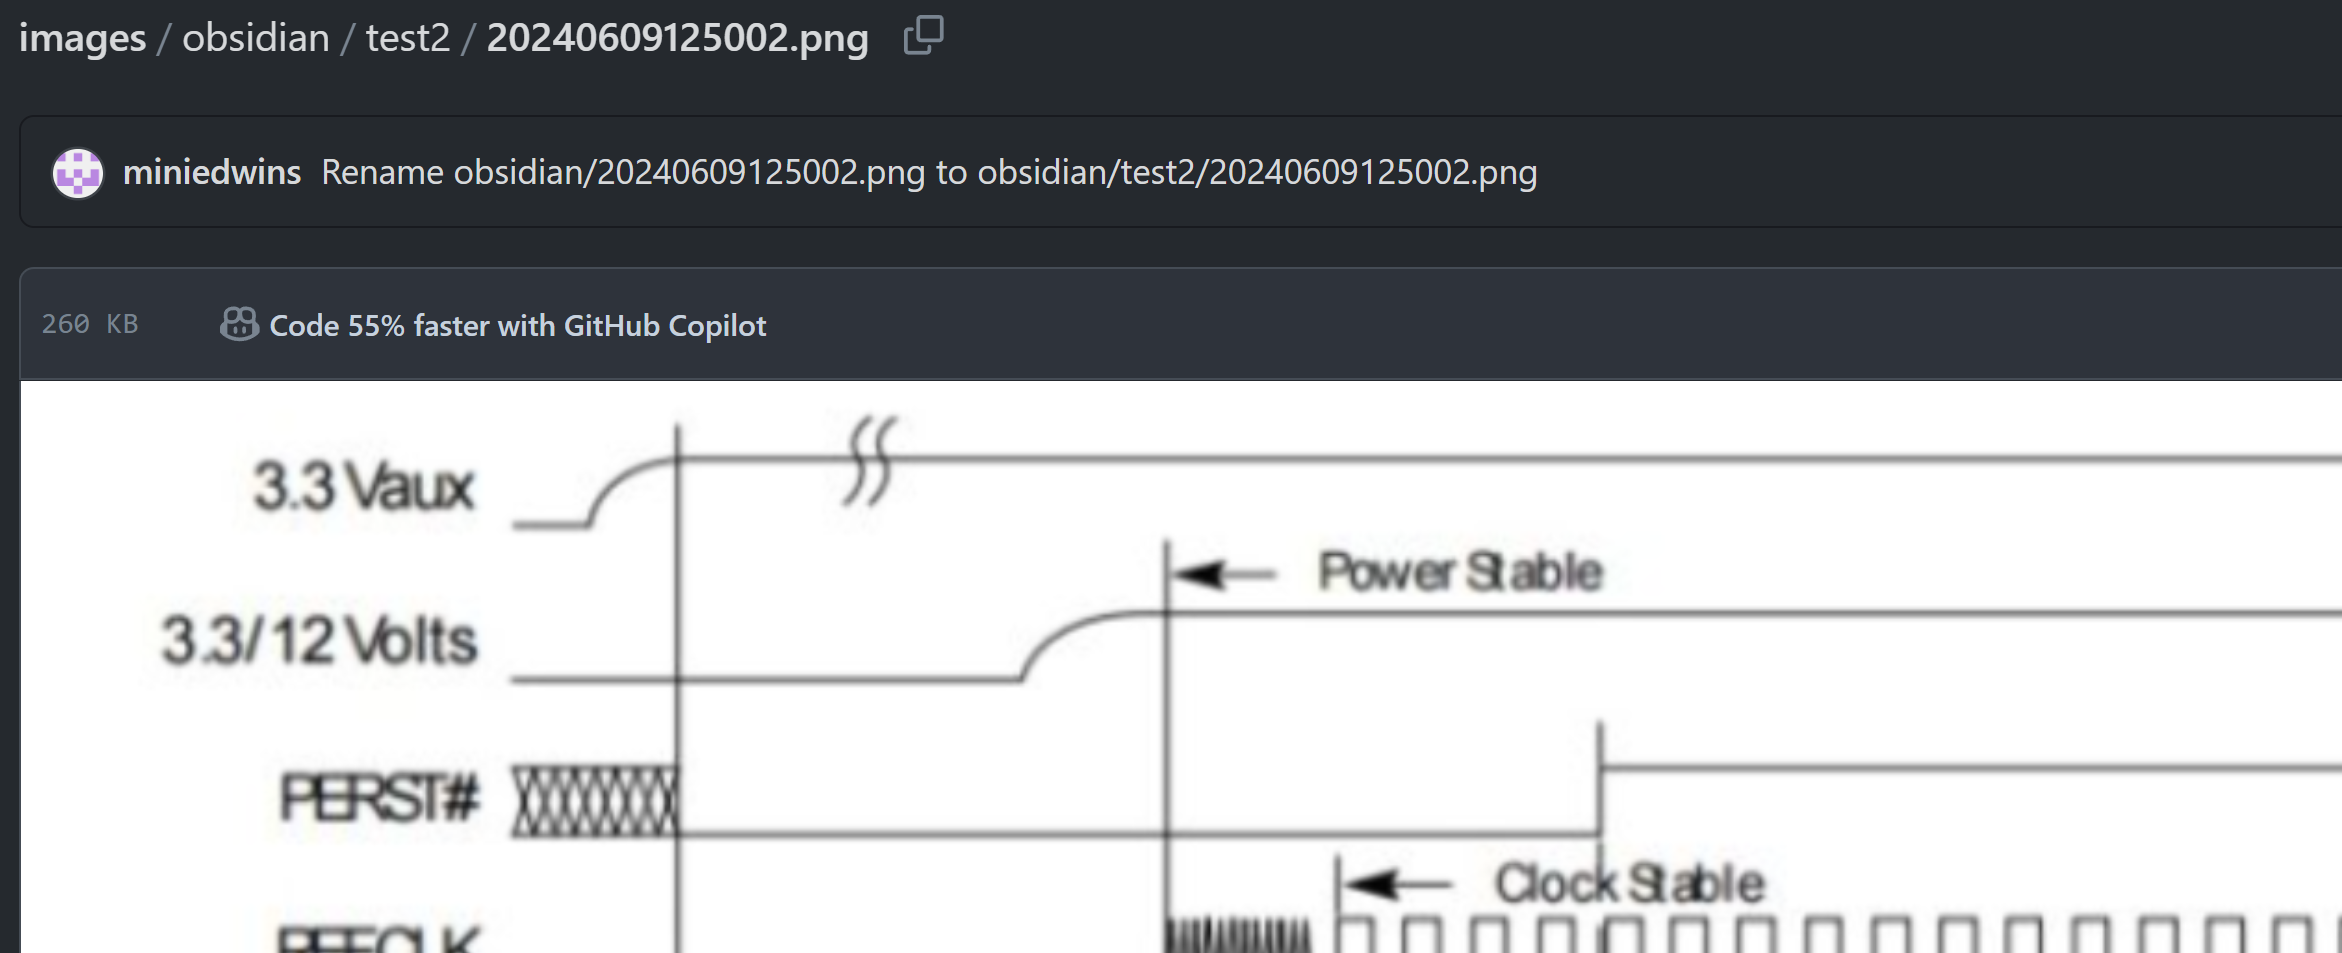 images / obsidian / test2 / 20240609125002.png
miniedwins Rename obsidian/20240609125002.png to obsidian/test2/20240609125002.png
260 KB Code 55% faster with GitHub Copilot
3.3 Vaux
Power Stable
3.3/12 Volts
PERST#
Clock Stable
REFCLK